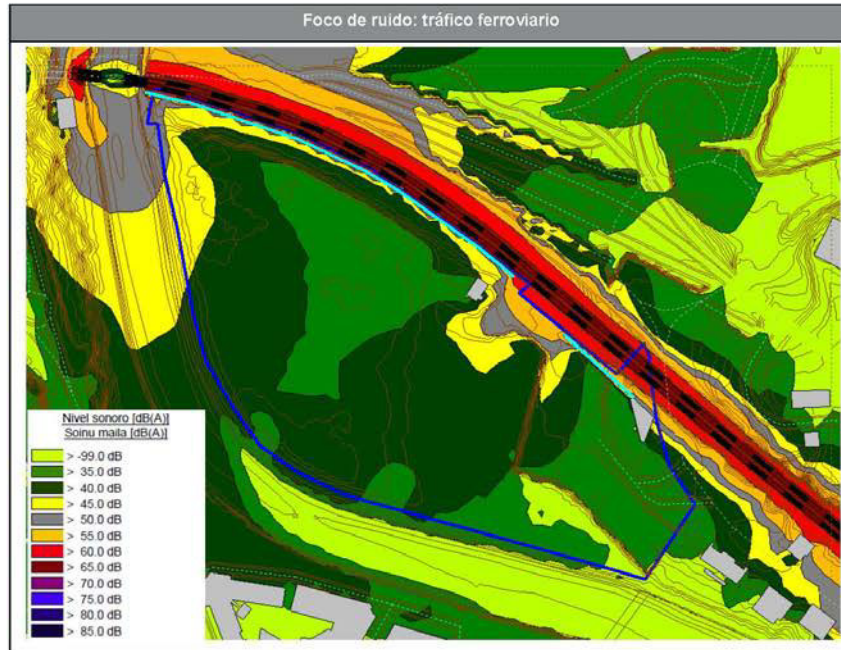 Foco de ruido: tráfico ferroviario
Nivel sonoro [dB(A)]
Soinu maila [dB(A)]
> -99.0 dB
> 35.0 dB
> 40.0 dB
> 45.0 dB
> 50.0 dB
> 55.0 dB
> 60.0 dB
> 65.0 dB
> 70.0 dB
> 75.0 dB
> 80.0 dB
> 85.0 dB